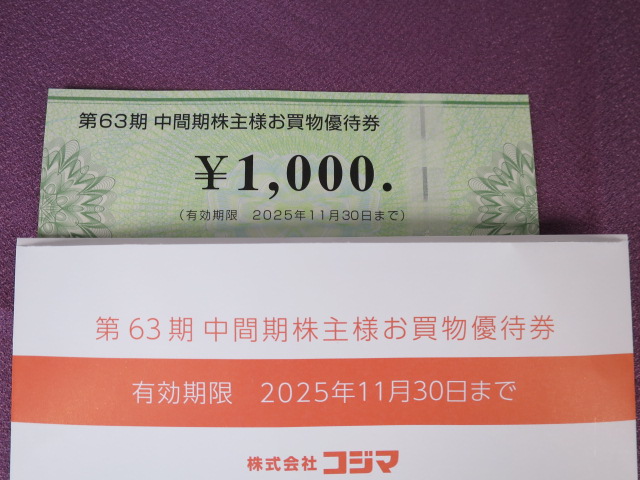 第63期 中間期株主様お買物優待券
￥1,000.
(有効期限 2025年11月30日まで)
第63期 中間期株主様お買物優待券
有効期限 2025年11月30日まで
株式会社 コジマ